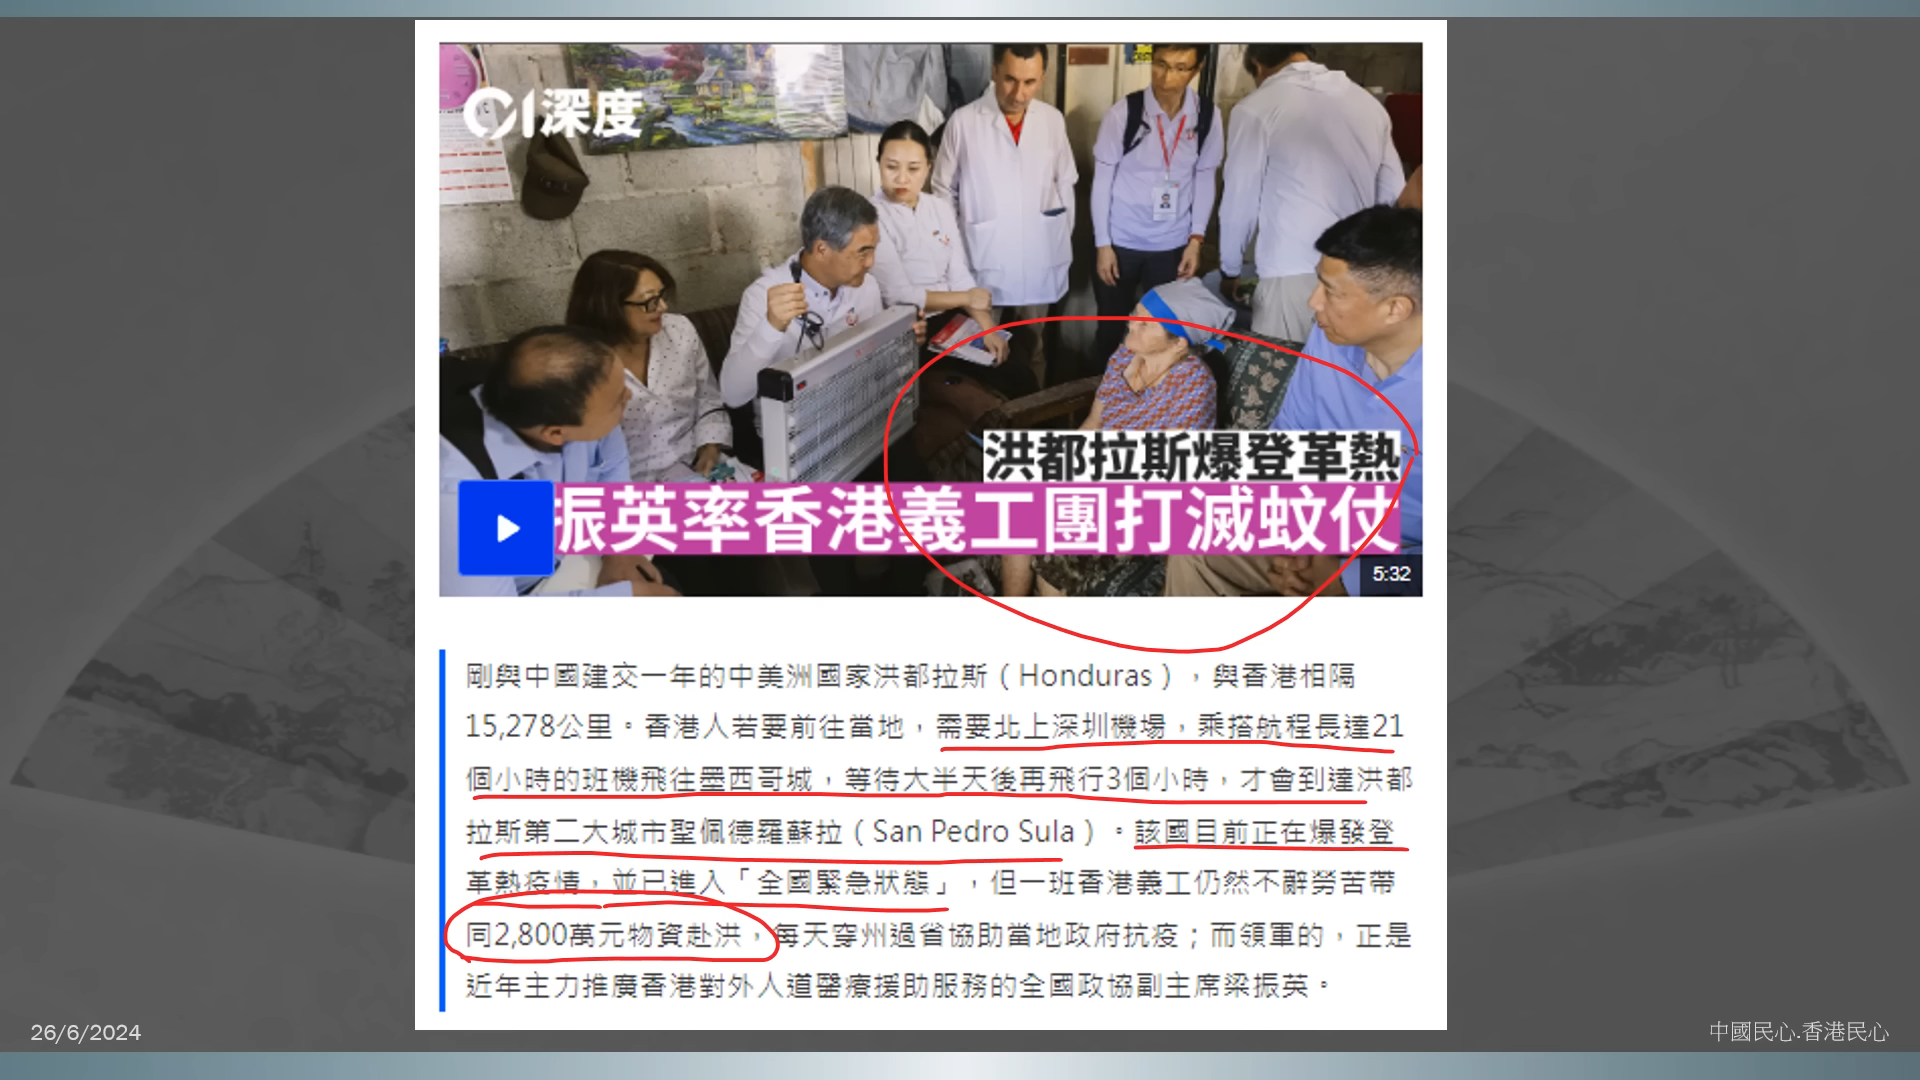 01深度
洪都拉斯爆登革熱
振英率香港義工團打滅蚊仗
5:32
剛與中國建交一年的中美洲國家洪都拉斯（Honduras），與香港相隔
15,278公里。香港人若要前往當地，需要北上深圳機場，乘搭航程長達21
個小時的班機飛往墨西哥城，等待大半天後再飛行3個小時，才會到達洪都
拉斯第二大城市聖佩德羅蘇拉（San Pedro Sula）。該國目前正在爆發登
革熱疫情，並已進入「全國緊急狀態」，但一班香港義工仍然不辭勞苦帶
同2,800萬元物資赴洪，每天穿州過省協助當地政府抗疫；而領軍的，正是
近年主力推廣香港對外人道醫療援助服務的全國政協副主席梁振英。
26/6/2024
中國民心.香港民心